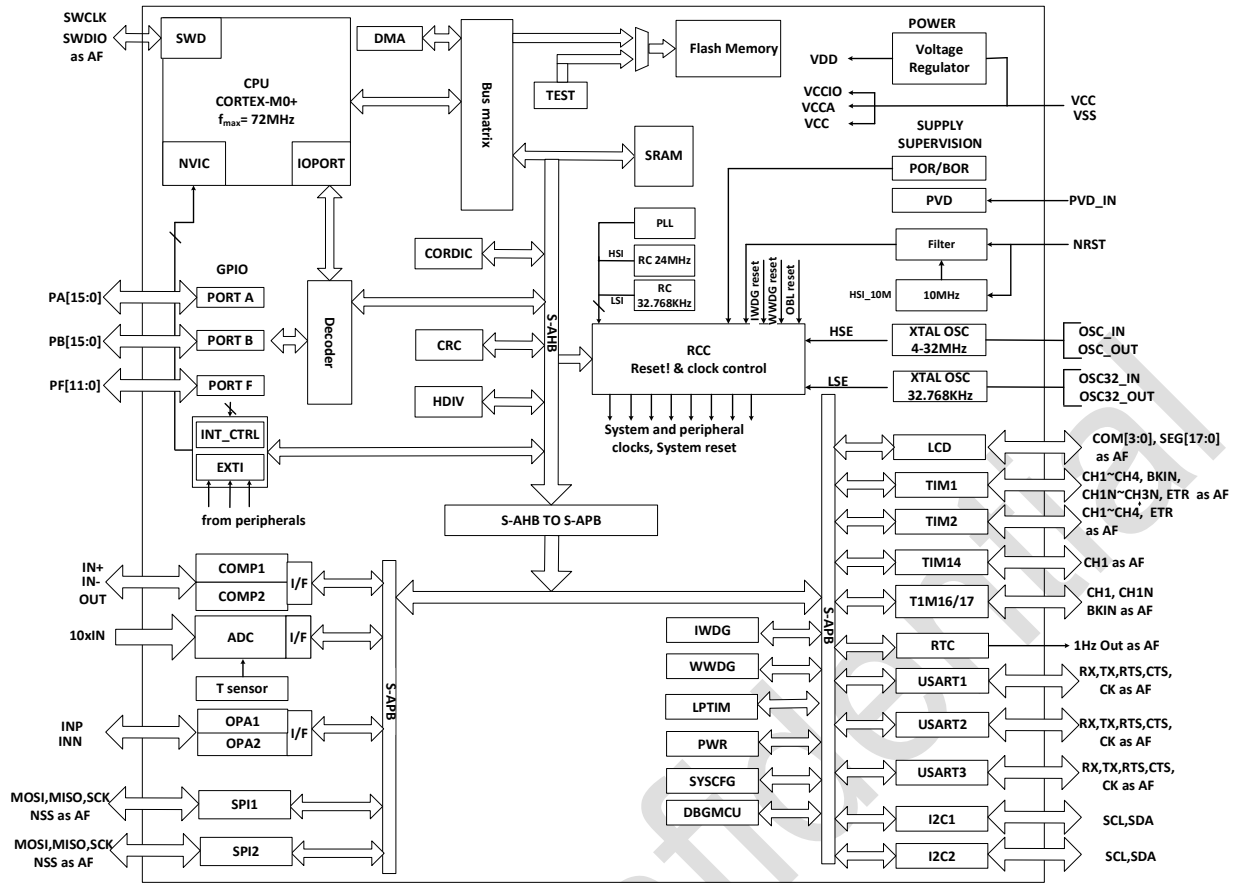 SWCLK
SWDIO
as AF
SWD
CPU
CORTEX-M0+
fmax= 72MHz
NVIC
IOPORT
DMA
Bus matrix
TEST
Flash Memory
SRAM
POWER
Voltage
Regulator
VDD
VCCIO
VCCA
VCC
VCC
VSS
SUPPLY
SUPERVISION
POR/BOR
PVD
PVD_IN
Filter
NRST
HSI_10M
10MHz
PLL
HSI
RC 24MHz
LSI
RC
32.768KHz
IWDG reset
WWDG reset
OBL reset
RCC
Reset! & clock control
HSE
XTAL OSC
4-32MHz
OSC_IN
OSC_OUT
LSE
XTAL OSC
32.768KHz
OSC32_IN
OSC32_OUT
System and peripheral
clocks, System reset
GPIO
PA[15:0]
PORT A
PB[15:0]
PORT B
PF[11:0]
PORT F
Decoder
INT_CTRL
EXTI
from peripherals
CORDIC
CRC
HDIV
S-AHB
S-AHB TO S-APB
IN+
IN-
OUT
COMP1
COMP2
I/F
10xIN
ADC
I/F
T sensor
INP
INN
OPA1
OPA2
I/F
MOSI,MISO,SCK
NSS as AF
SPI1
MOSI,MISO,SCK
NSS as AF
SPI2
S-APB
IWDG
WWDG
LPTIM
PWR
SYSCFG
DBGMCU
S-APB
LCD
COM[3:0], SEG[17:0]
as AF
TIM1
CH1~CH4, BKIN,
CH1N~CH3N, ETR as AF
TIM2
CH1~CH4, ETR
as AF
TIM14
CH1 as AF
T1M16/17
CH1, CH1N
BKIN as AF
RTC
1Hz Out as AF
USART1
RX,TX,RTS,CTS,
CK as AF
USART2
RX,TX,RTS,CTS,
CK as AF
USART3
RX,TX,RTS,CTS,
CK as AF
I2C1
SCL,SDA
I2C2
SCL,SDA